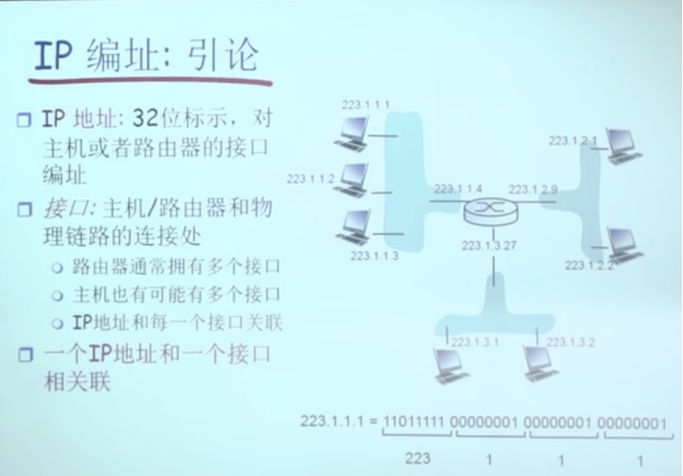 IP 编址: 引论
IP 地址: 32位标示，对
主机或者路由器的接口
编址
接口: 主机/路由器和物
理链路的连接处
路由器通常拥有多个接口
主机也有可能有多个接口
IP地址和每一个接口关联
一个IP地址和一个接口
相关联
223.1.1.1
223.1.1.2
223.1.1.3
223.1.1.4
223.1.2.9
223.1.2.1
223.1.2.2
223.1.3.27
223.1.3.1
223.1.3.2
223.1.1.1 = 11011111 00000001 00000001 00000001
223 1 1 1